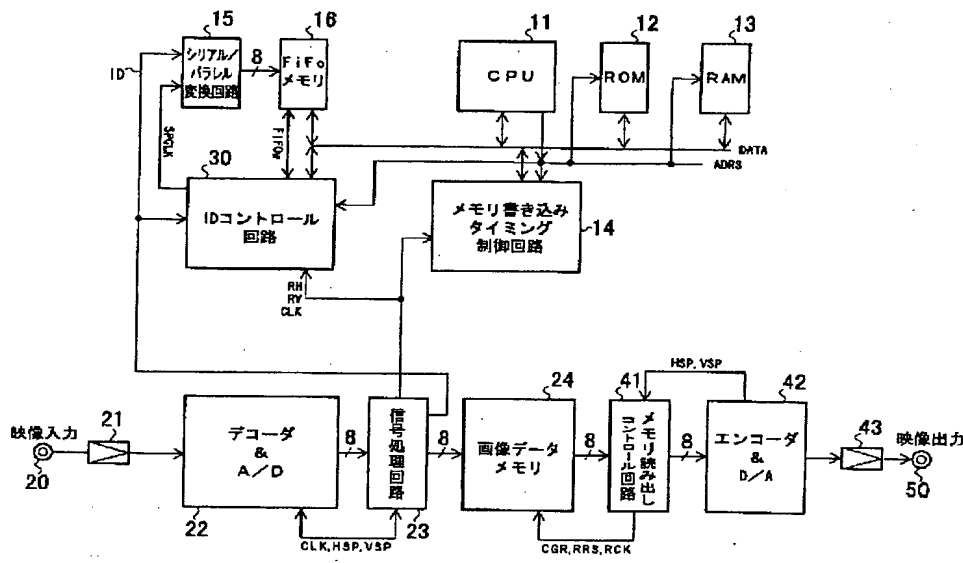 15
16
11
12
13
ID
シリアル/
パラレル
変換回路
8
FiFo
メモリ
CPU
ROM
RAM
SPCLK
FiFOW
DATA
ADRS
30
IDコントロール
回路
メモリ書き込み
タイミング
制御回路
14
RH
RV
CLK
HSP,VSP
24
41
42
映像入力
21
デコーダ
&
A/D
8
信号処理回路
8
画像データ
メモリ
8
メモリ読み出し
コントロール回路
8
エンコーダ
&
D/A
43
映像出力
20
50
22
23
CLK,HSP,VSP
CGR,RRS,RCK